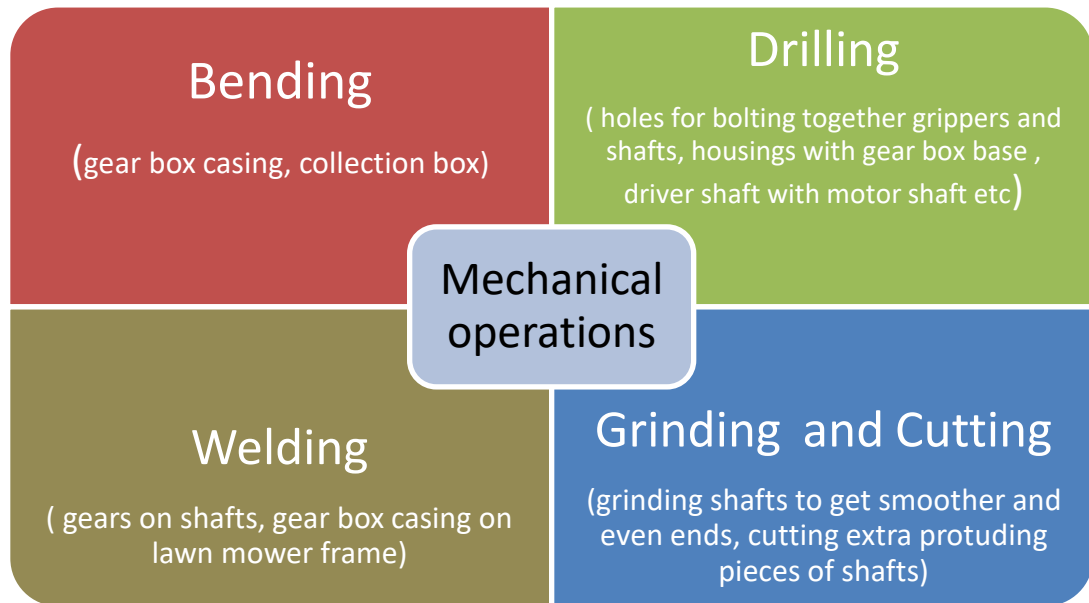 Bending
(gear box casing, collection box)
Drilling
( holes for bolting together grippers and
shafts, housings with gear box base ,
driver shaft with motor shaft etc)
Mechanical
operations
Welding
( gears on shafts, gear box casing on
lawn mower frame)
Grinding  and Cutting
(grinding shafts to get smoother and
even ends, cutting extra protuding
pieces of shafts)